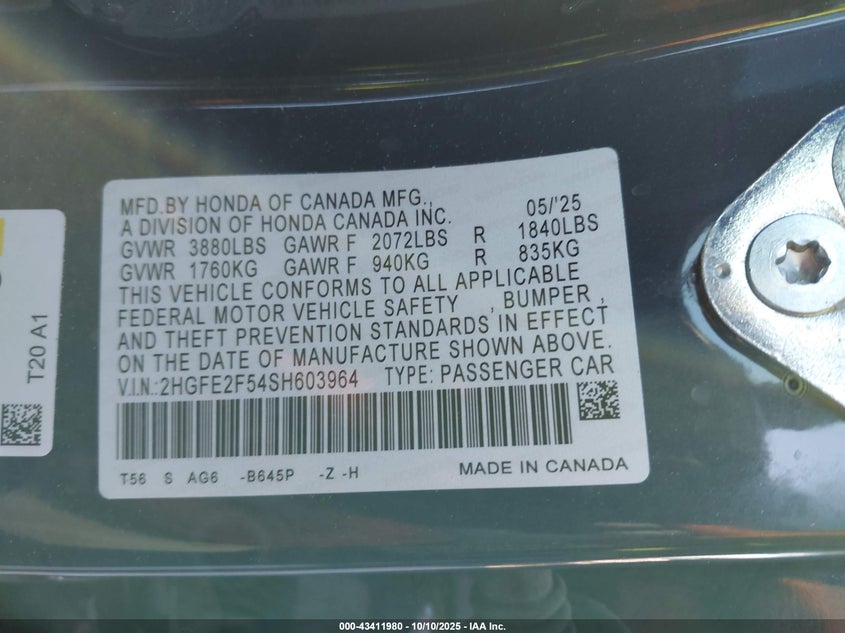 MFD.BY HONDA OF CANADA MFG., 05/'25
A DIVISION OF HONDA CANADA INC.
GVWR 3880LBS GAWR F 2072LBS R 1840LBS
GVWR 1760KG GAWR F 940KG R 835KG
THIS VEHICLE CONFORMS TO ALL APPLICABLE
FEDERAL MOTOR VEHICLE SAFETY , BUMPER ,
AND THEFT PREVENTION STANDARDS IN EFFECT
ON THE DATE OF MANUFACTURE SHOWN ABOVE.
V.I.N.:2HGFE2F54SH603964 TYPE: PASSENGER CAR
T56 S AG6 -B645P -Z -H MADE IN CANADA
T20 A1
000-43411980 - 10/10/2025 - IAA Inc.